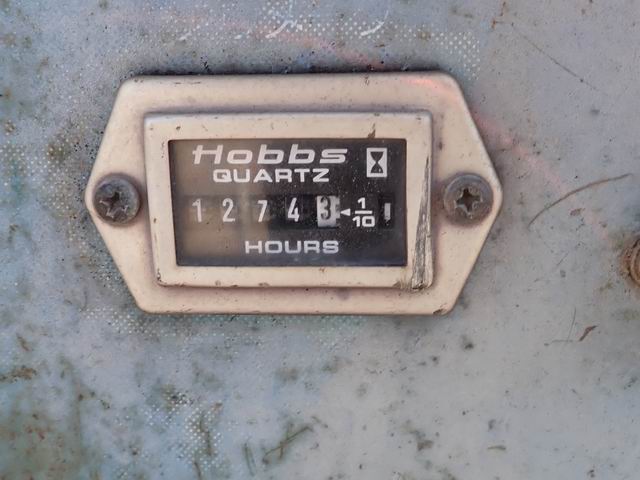 Hobbs
QUARTZ
12743 ◄ 1/10
HOURS